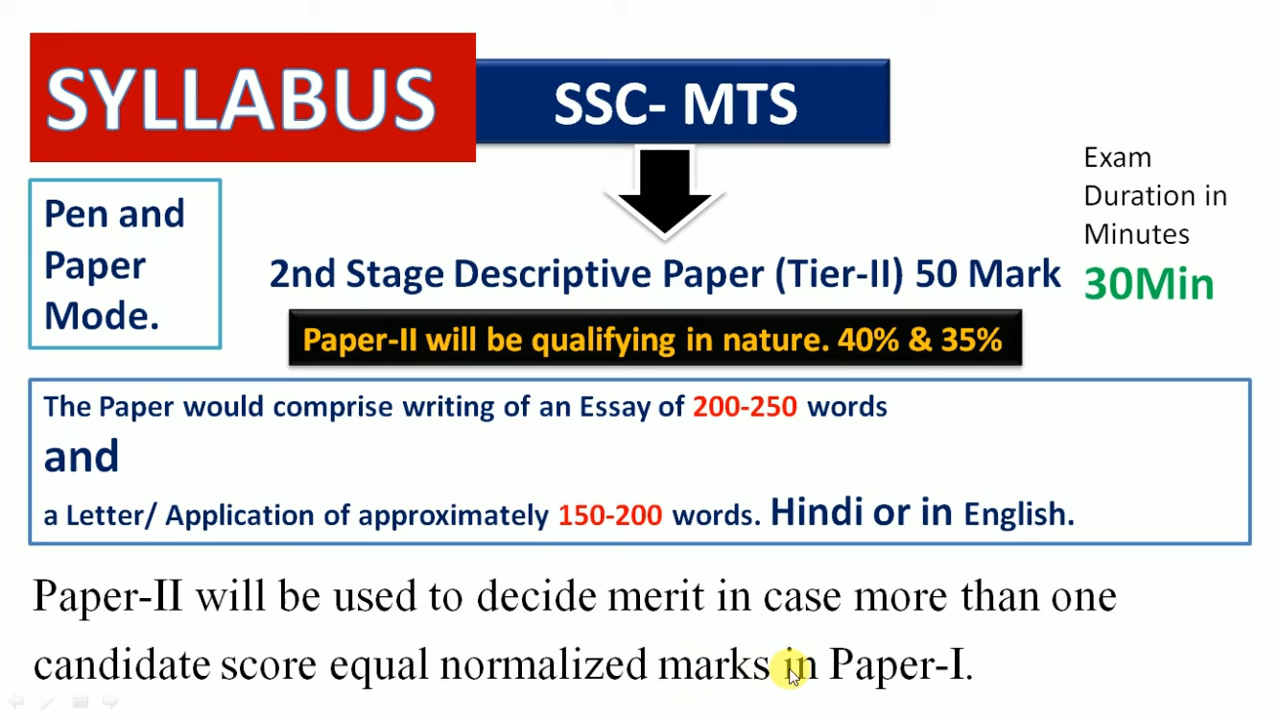 SYLLABUS
SSC- MTS
Exam
Duration in
Minutes
30Min
Pen and
Paper
Mode.
2nd Stage Descriptive Paper (Tier-II) 50 Mark
Paper-II will be qualifying in nature. 40% & 35%
The Paper would comprise writing of an Essay of 200-250 words
and
a Letter/ Application of approximately 150-200 words. Hindi or in English.
Paper-II will be used to decide merit in case more than one
candidate score equal normalized marks in Paper-I.